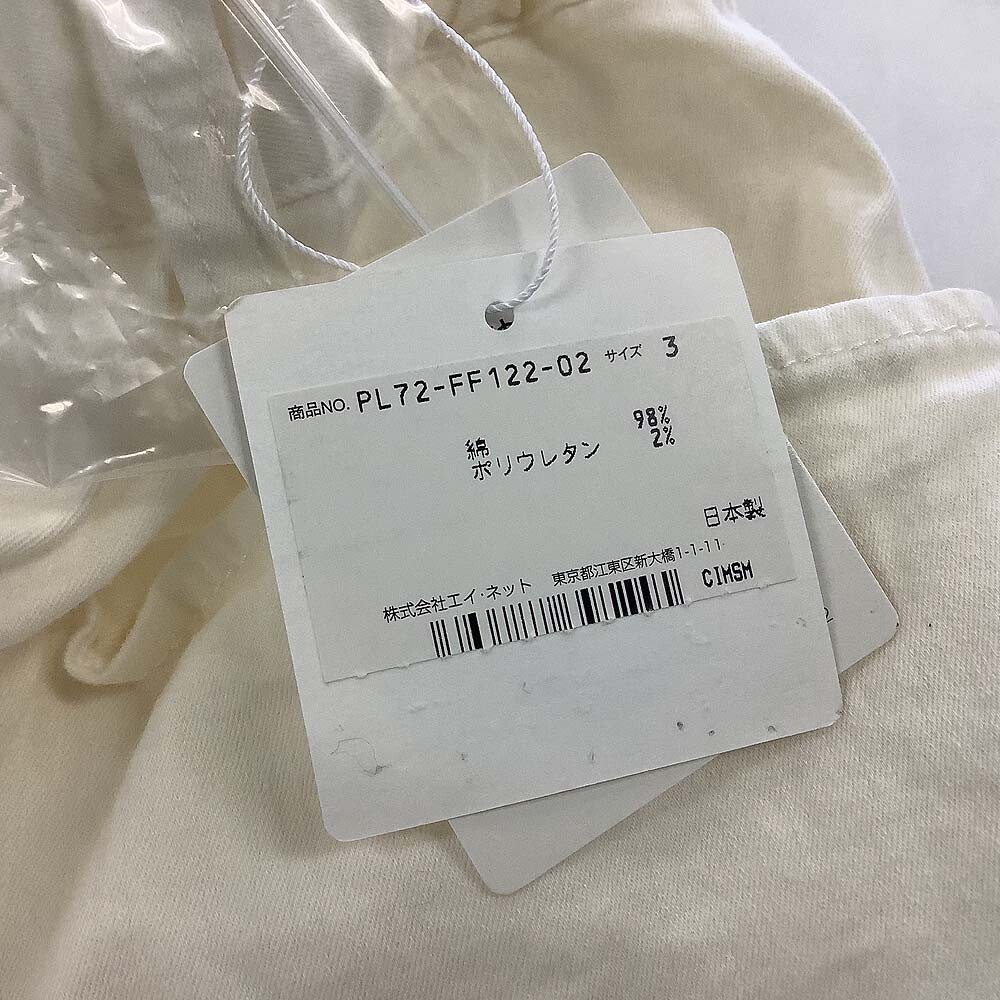 商品NO. PL72-FF122-02 サイズ 3
綿 98%
ポリウレタン 2%
日本製
株式会社エイ・ネット 東京都江東区新大橋1-1-11
CIMSM
2